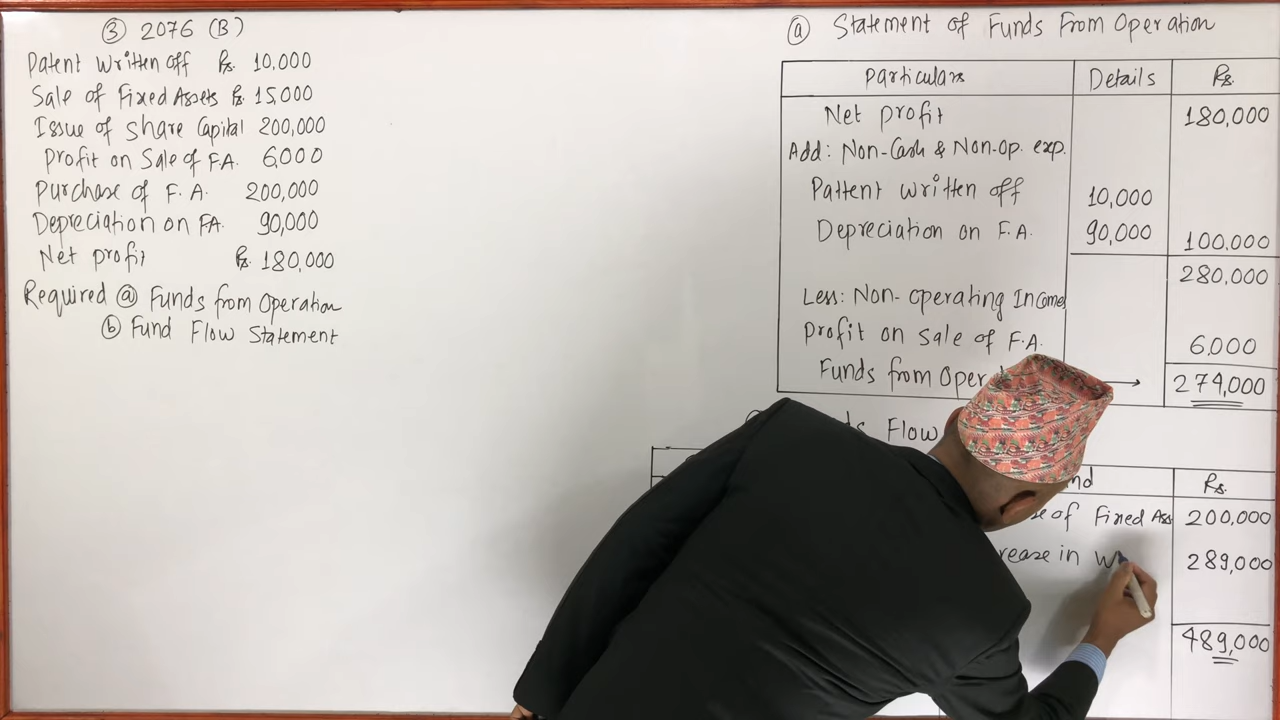 ③ 2076 (B)
Patent Written off Rs. 10,000
Sale of Fixed Assets Rs. 15,000
Issue of Share Capital 200,000
Profit on Sale of F.A. 6,000
Purchase of F.A. 200,000
Depreciation on FA. 90,000
Net profit Rs. 180,000
Required ⓐ Funds from Operation
ⓑ Fund Flow Statement
ⓐ Statement of Funds From Operation
Particulars Details Rs.
Net profit 180,000
Add: Non-Cash & Non-Op. exp.
Pattent written off 10,000
Depreciation on F.A. 90,000 100,000
280,000
Less: Non-operating Incomes
Profit on Sale of F.A. 6,000
Funds from 274,000
Flow
Rs.
of Fixed Ass 200,000
in 289,000
489,000